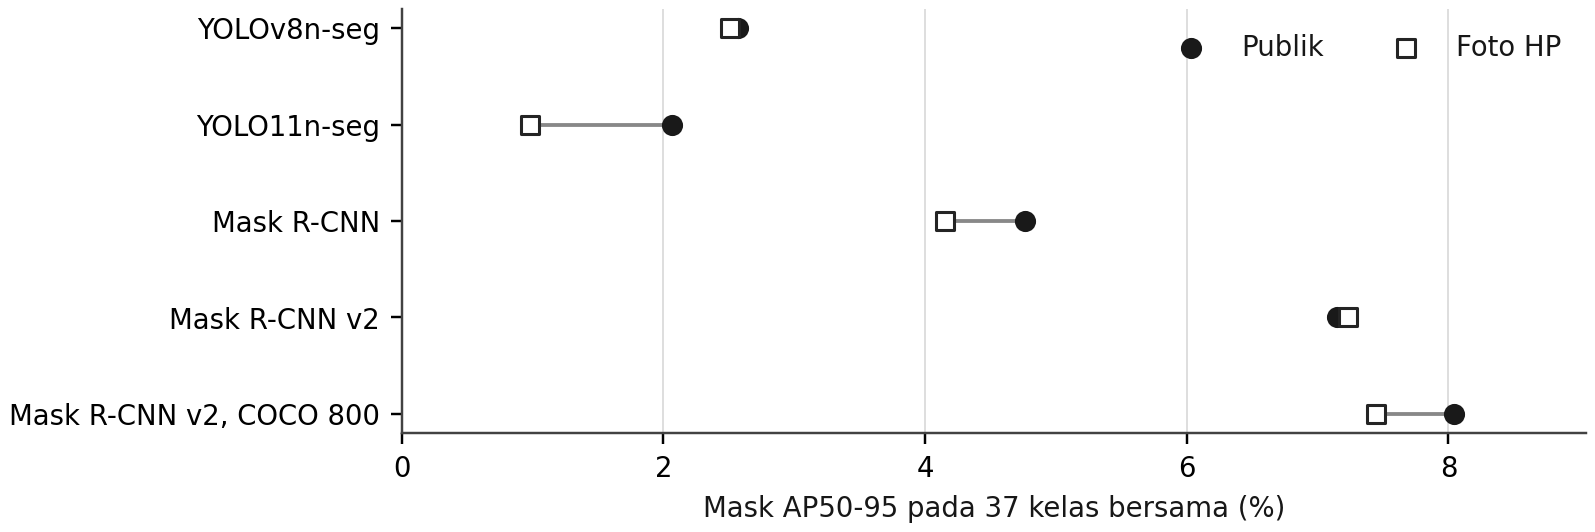 YOLOv8n-seg
Publik
Foto HP
YOLO11n-seg
Mask R-CNN
Mask R-CNN v2
Mask R-CNN v2, COCO 800
0 2 4 6 8
Mask AP50-95 pada 37 kelas bersama (%)